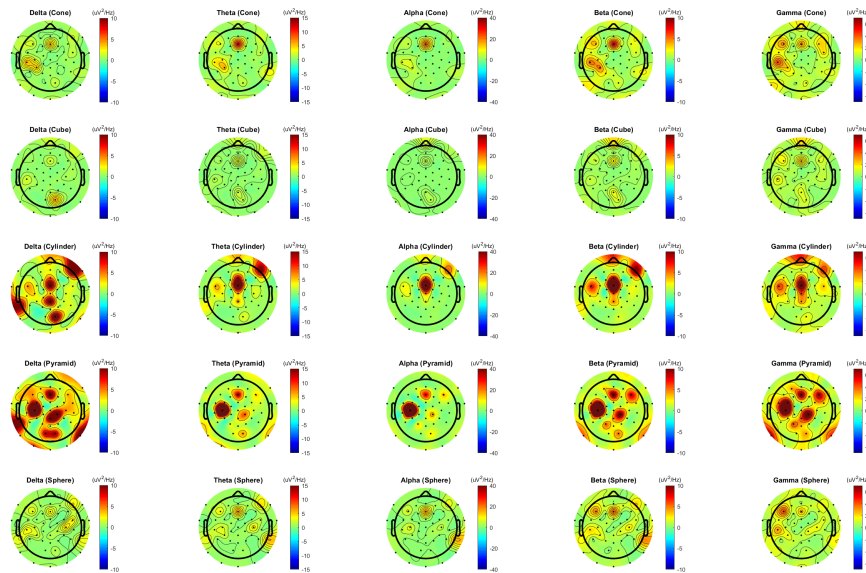 Delta (Cone) (uV²/Hz) Theta (Cone) (uV²/Hz) Alpha (Cone) (uV²/Hz) Beta (Cone) (uV²/Hz) Gamma (Cone) (uV²/Hz)
10 15 40 10
10
5 20 5
5
0 0 0 0
-5
-5 -20 -5
-10
-10 -15 -40 -10
Delta (Cube) (uV²/Hz) Theta (Cube) (uV²/Hz) Alpha (Cube) (uV²/Hz) Beta (Cube) (uV²/Hz) Gamma (Cube) (uV²/Hz)
10 15 40 10
10
5 20 5
5
0 0 0 0
-5
-5 -20 -5
-10
-10 -15 -40 -10
Delta (Cylinder) (uV²/Hz) Theta (Cylinder) (uV²/Hz) Alpha (Cylinder) (uV²/Hz) Beta (Cylinder) (uV²/Hz) Gamma (Cylinder) (uV²/Hz)
10 15 40 10
10
5 20 5
5
0 0 0 0
-5
-5 -20 -5
-10
-10 -15 -40 -10
Delta (Pyramid) (uV²/Hz) Theta (Pyramid) (uV²/Hz) Alpha (Pyramid) (uV²/Hz) Beta (Pyramid) (uV²/Hz) Gamma (Pyramid) (uV²/Hz)
10 15 40 10
10
5 20 5
5
0 0 0 0
-5
-5 -20 -5
-10
-10 -15 -40 -10
Delta (Sphere) (uV²/Hz) Theta (Sphere) (uV²/Hz) Alpha (Sphere) (uV²/Hz) Beta (Sphere) (uV²/Hz) Gamma (Sphere) (uV²/Hz)
10 15 40 10
10
5 20 5
5
0 0 0 0
-5
-5 -20 -5
-10
-10 -15 -40 -10